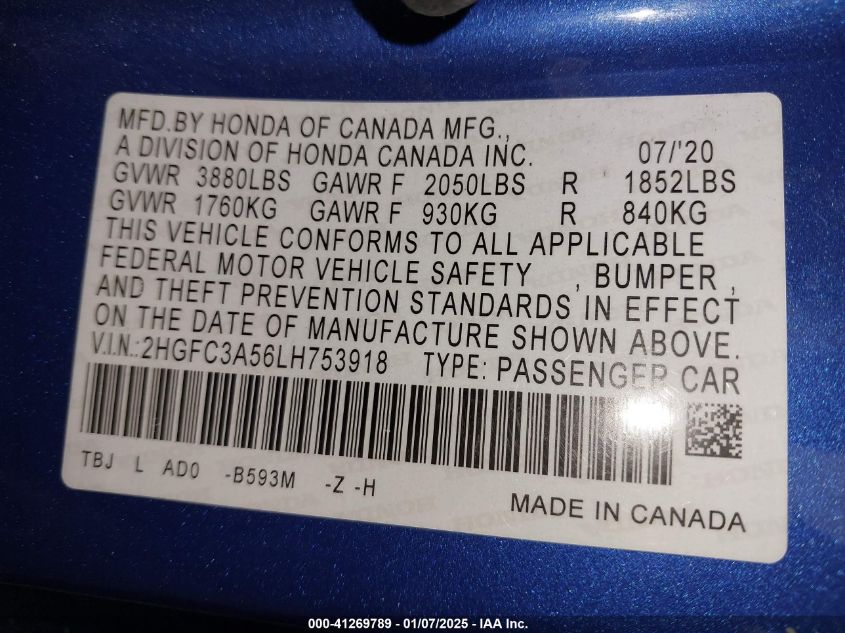 MFD.BY HONDA OF CANADA MFG.,
A DIVISION OF HONDA CANADA INC. 07/'20
GVWR 3880LBS GAWR F 2050LBS R 1852LBS
GVWR 1760KG GAWR F 930KG R 840KG
THIS VEHICLE CONFORMS TO ALL APPLICABLE
FEDERAL MOTOR VEHICLE SAFETY , BUMPER ,
AND THEFT PREVENTION STANDARDS IN EFFECT
ON THE DATE OF MANUFACTURE SHOWN ABOVE.
V.I.N.:2HGFC3A56LH753918 TYPE: PASSENGER CAR
TBJ L AD0 -B593M -Z -H
MADE IN CANADA
000-41269789 - 01/07/2025 - IAA Inc.